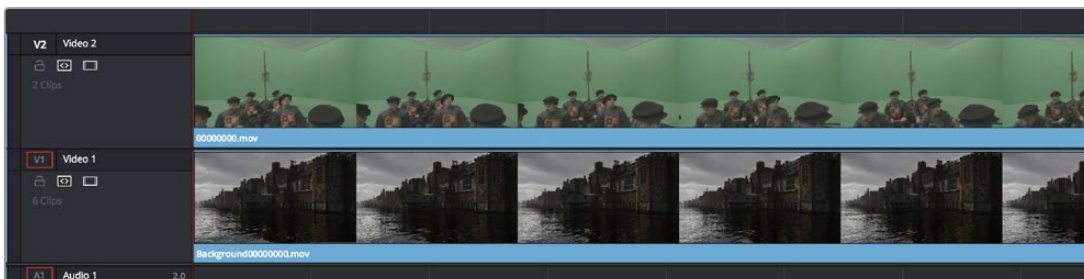 V2 Video 2
2 Clips
00000000.mov
V1 Video 1
6 Clips
Background00000000.mov
A1 Audio 1 2.0